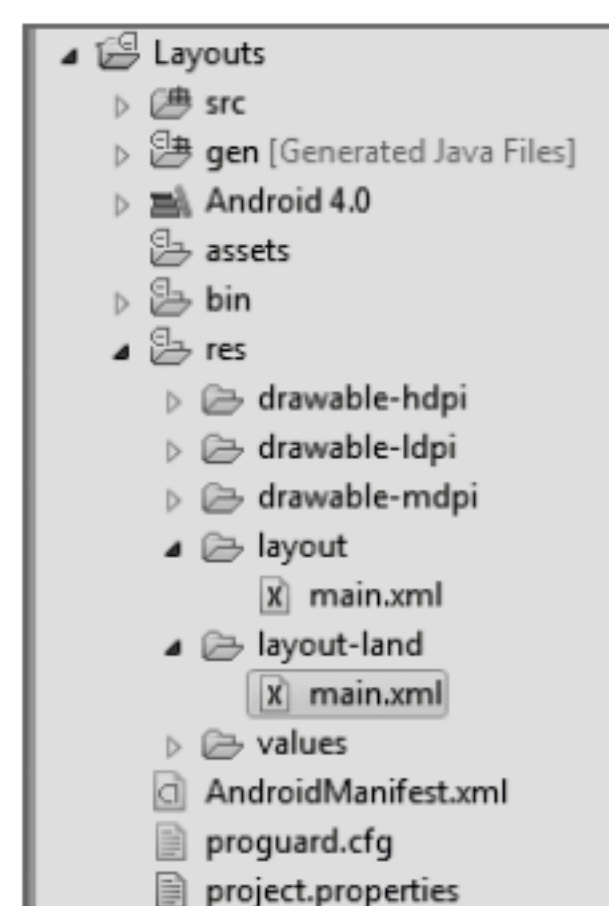 Layouts
src
gen [Generated Java Files]
Android 4.0
assets
bin
res
drawable-hdpi
drawable-ldpi
drawable-mdpi
layout
main.xml
layout-land
main.xml
values
AndroidManifest.xml
proguard.cfg
project.properties